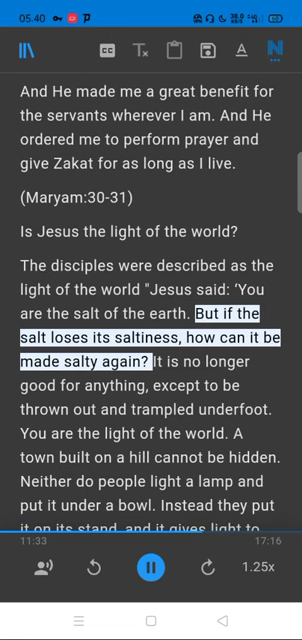 05.40
38.0
KB/S
CC
Tx
A
N
And He made me a great benefit for
the servants wherever I am. And He
ordered me to perform prayer and
give Zakat for as long as I live.
(Maryam:30-31)
Is Jesus the light of the world?
The disciples were described as the
light of the world "Jesus said: ‘You
are the salt of the earth. But if the
salt loses its saltiness, how can it be
made salty again? It is no longer
good for anything, except to be
thrown out and trampled underfoot.
You are the light of the world. A
town built on a hill cannot be hidden.
Neither do people light a lamp and
put it under a bowl. Instead they put
it on its stand, and it gives light to
11:33
17:16
1.25x